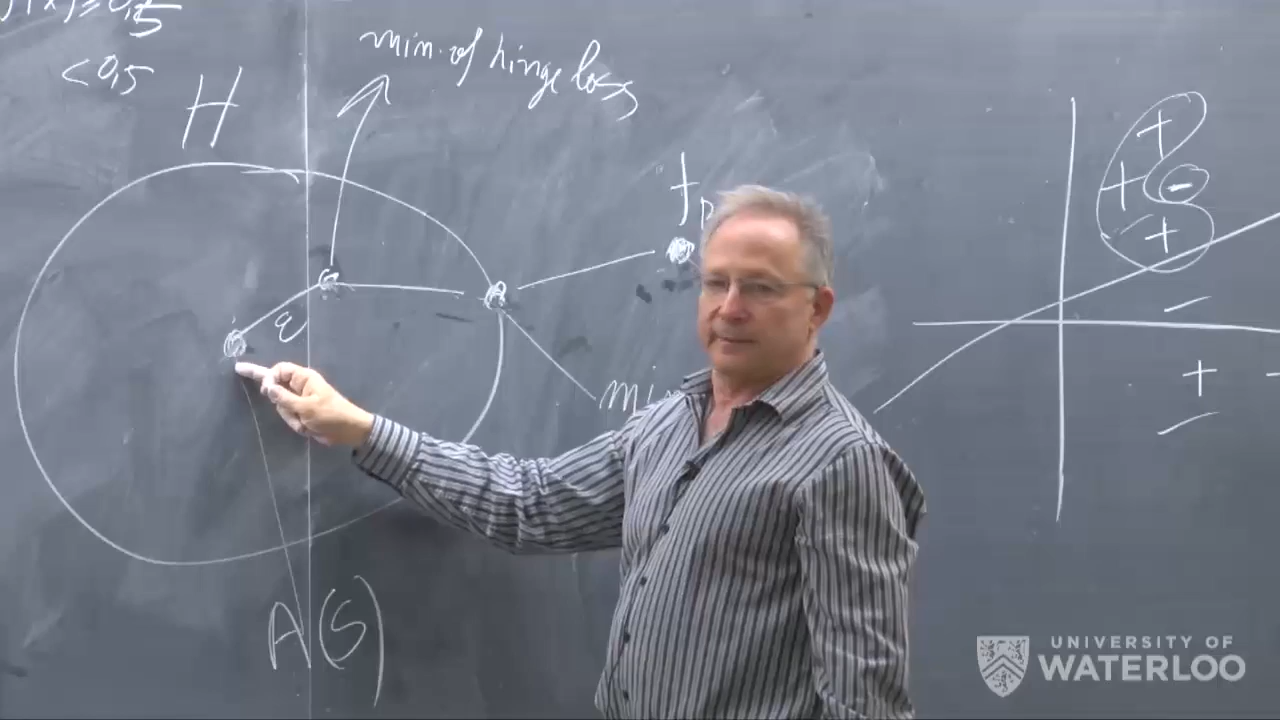 < 0,5
H
min. of hinge loss
f
ε
min
A(S)
+
+ -
+
-
+
-
UNIVERSITY OF
WATERLOO